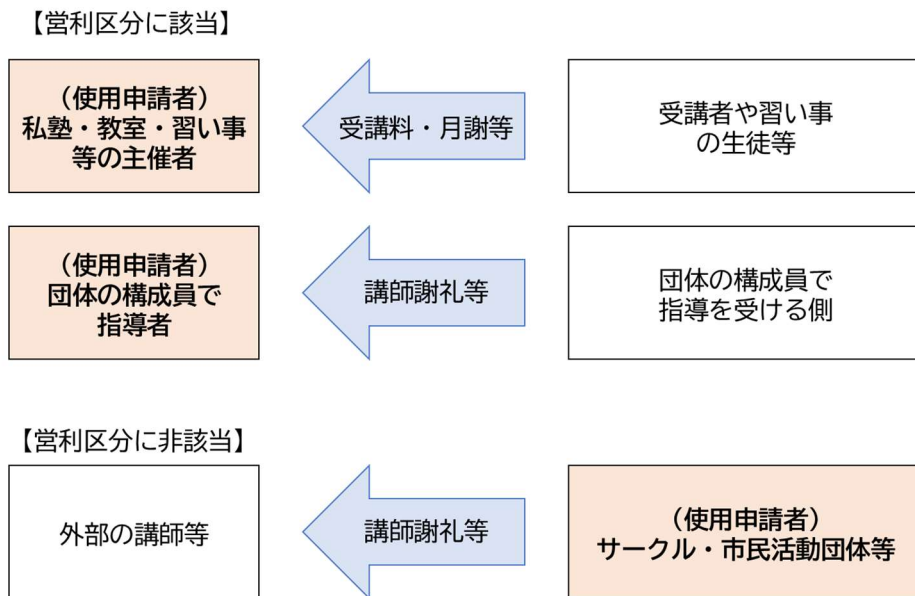 【営利区分に該当】
（使用申請者）
私塾・教室・習い事
等の主催者
受講料・月謝等
受講者や習い事
の生徒等
（使用申請者）
団体の構成員で
指導者
講師謝礼等
団体の構成員で
指導を受ける側
【営利区分に非該当】
外部の講師等
講師謝礼等
（使用申請者）
サークル・市民活動団体等